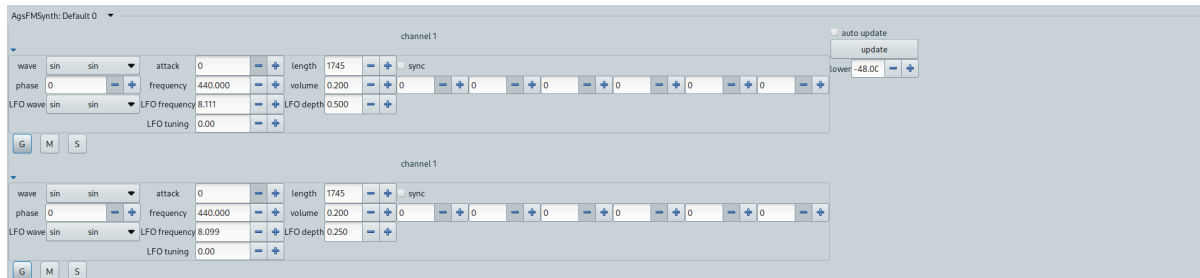 AgsFMSynth: Default 0
channel 1
auto update
update
lower -48.0
wave sin sin attack 0 length 1745 sync
phase 0 frequency 440.000 volume 0.200 0 0 0 0 0 0
LFO wave sin sin LFO frequency 8.111 LFO depth 0.500
LFO tuning 0.00
G M S
channel 1
wave sin sin attack 0 length 1745 sync
phase 0 frequency 440.000 volume 0.200 0 0 0 0 0 0
LFO wave sin sin LFO frequency 8.099 LFO depth 0.250
LFO tuning 0.00
G M S